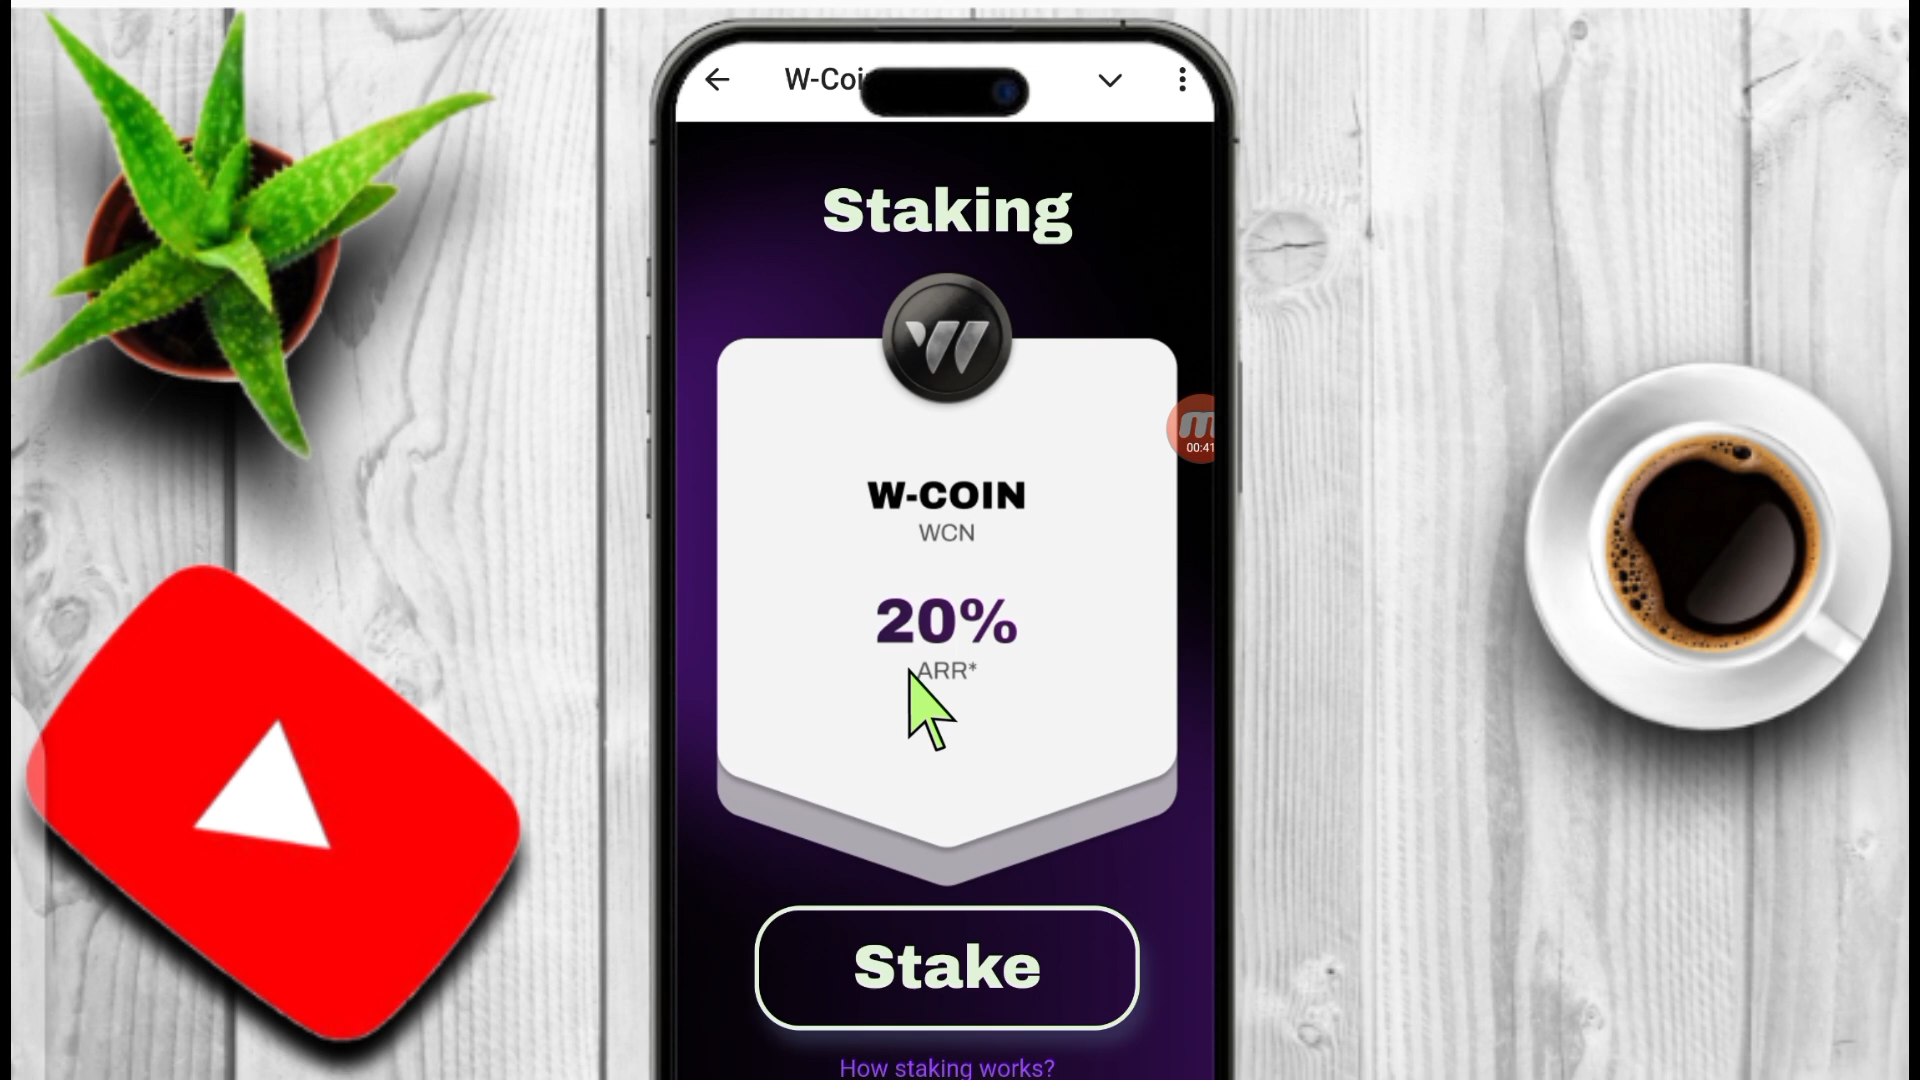 W-Coi
Staking
W-COIN
WCN
20%
ARR*
00:41
Stake
How staking works?